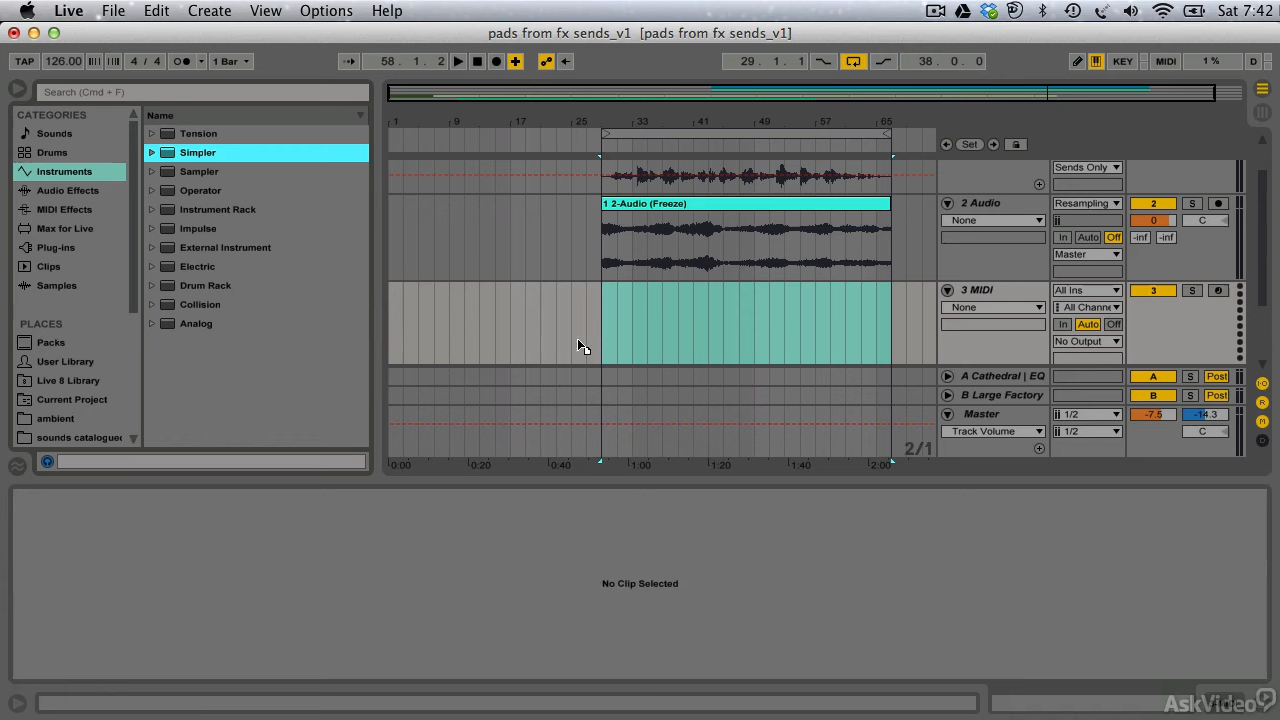 Live File Edit Create View Options Help Sat 7:42
pads from fx sends_v1 [pads from fx sends_v1]
TAP 126.00 4 / 4 1 Bar 58. 1. 2 29. 1. 1 38. 0. 0 KEY MIDI 1 % D
Search (Cmd + F)
CATEGORIES
Sounds
Drums
Instruments
Audio Effects
MIDI Effects
Max for Live
Plug-ins
Clips
Samples
PLACES
Packs
User Library
Live 8 Library
Current Project
ambient
sounds catalogued
Name
Tension
Simpler
Sampler
Operator
Instrument Rack
Impulse
External Instrument
Electric
Drum Rack
Collision
Analog
1 9 17 25 33 41 49 57 65
Set
Sends Only
1 2-Audio (Freeze)
2 Audio Resampling 2 S
None 0 C
In Auto Off -inf -inf
Master
3 MIDI All Ins 3 S
None All Channe
In Auto Off
No Output
A Cathedral | EQ A S Post
B Large Factory B S Post
Master 1/2 -7.5 -14.3
Track Volume 1/2 C
2/1
0:00 0:20 0:40 1:00 1:20 1:40 2:00
I-O
R
M
D
No Clip Selected
AskVideo